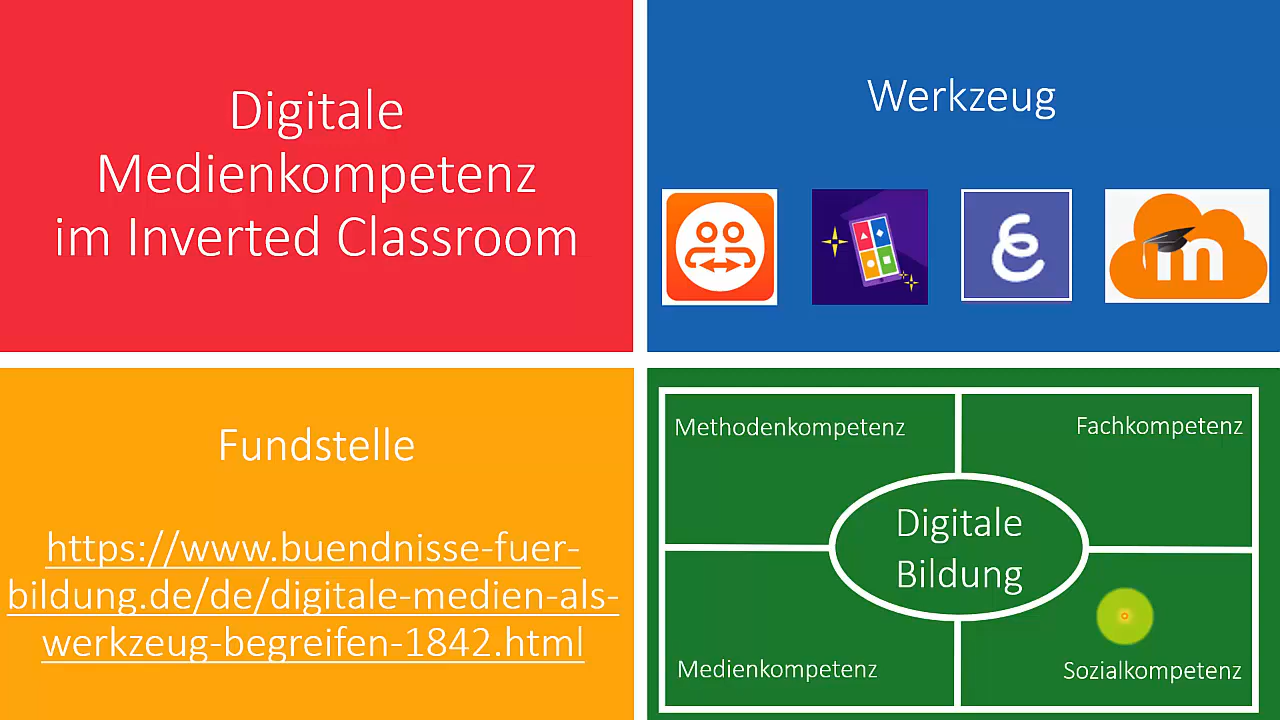 Digitale
Medienkompetenz
im Inverted Classroom
Werkzeug
m
Fundstelle
https://www.buendnisse-fuer-
bildung.de/de/digitale-medien-als-
werkzeug-begreifen-1842.html
Methodenkompetenz
Fachkompetenz
Digitale
Bildung
Medienkompetenz
Sozialkompetenz